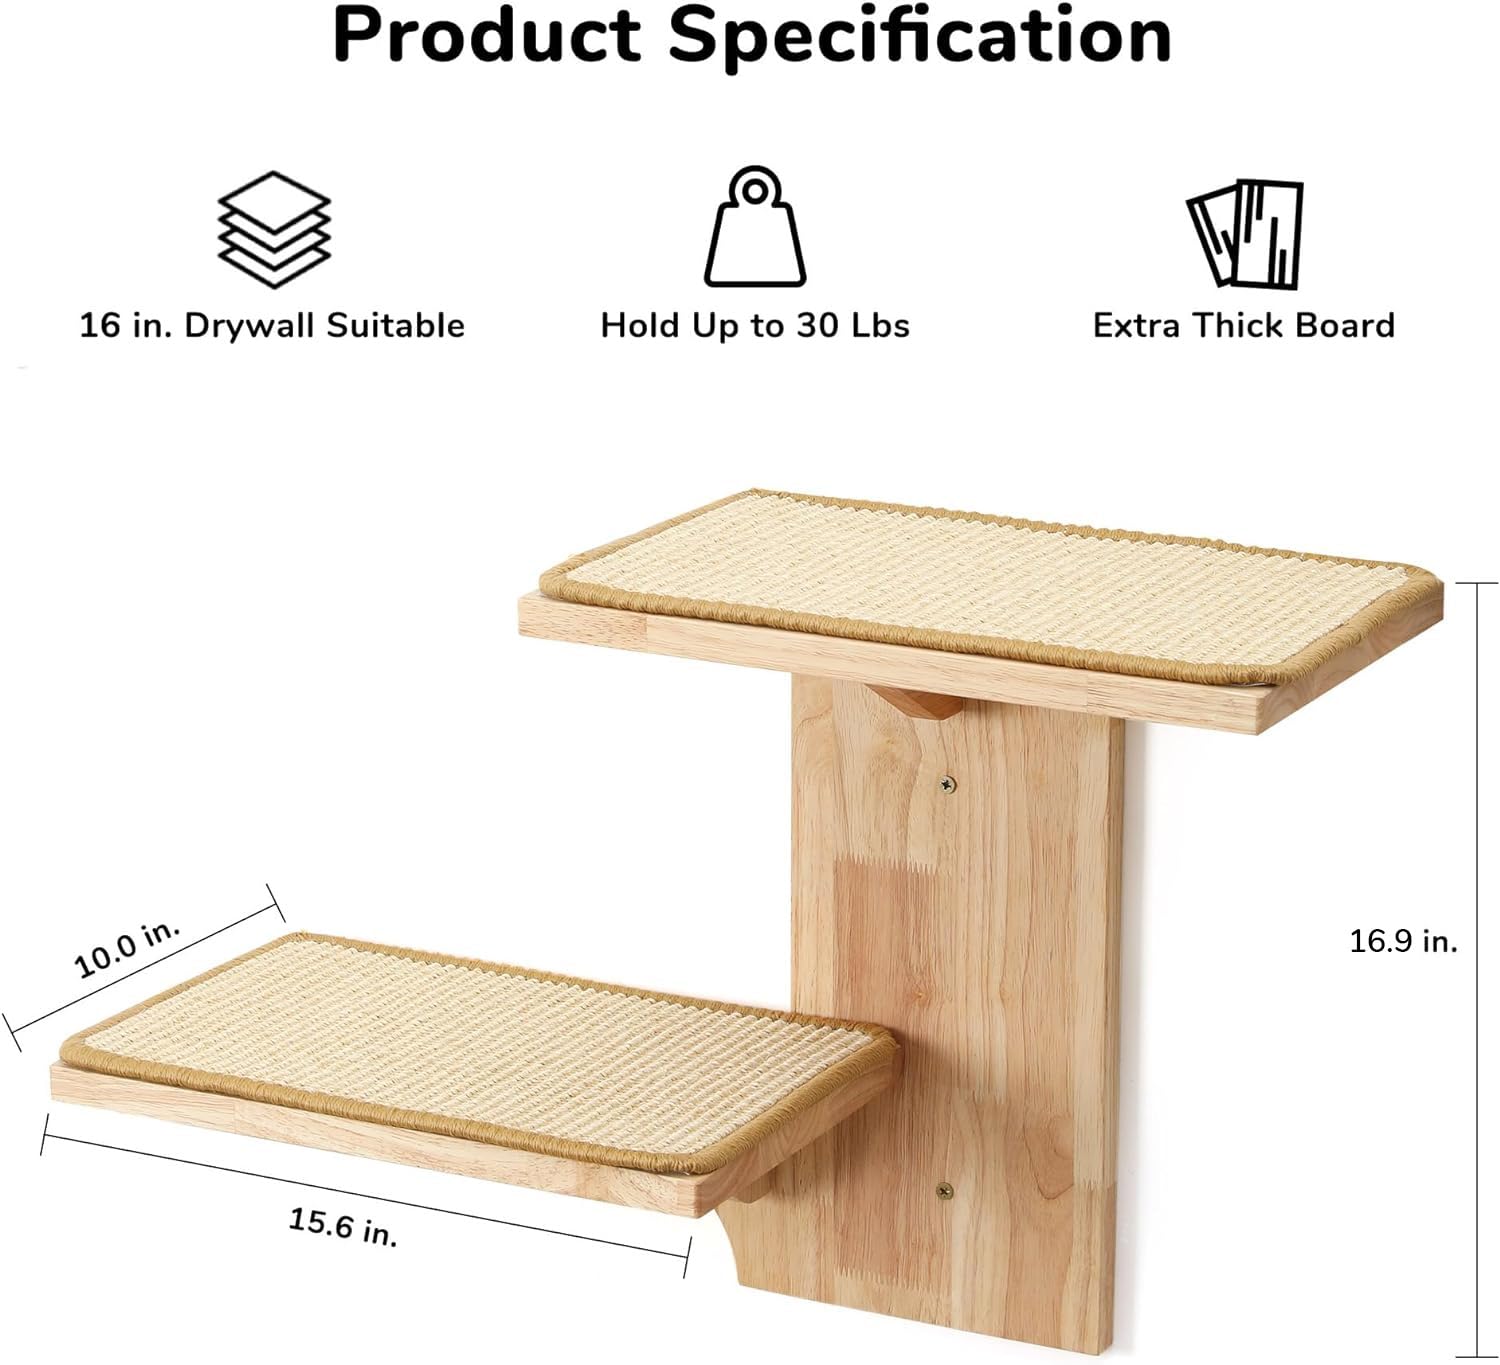 Product Specification
16 in. Drywall Suitable
Hold Up to 30 Lbs
Extra Thick Board
10.0 in.
16.9 in.
15.6 in.